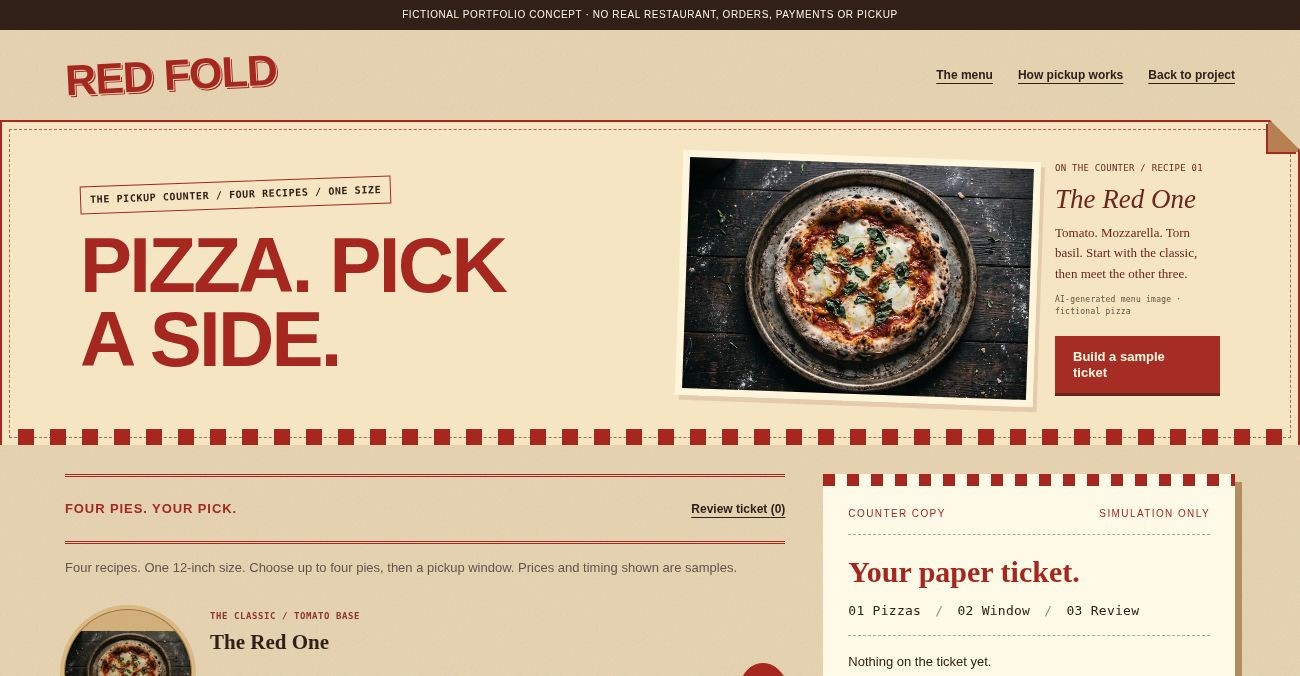 FICTIONAL PORTFOLIO CONCEPT · NO REAL RESTAURANT, ORDERS, PAYMENTS OR PICKUP
RED FOLD
The menu
How pickup works
Back to project
THE PICKUP COUNTER / FOUR RECIPES / ONE SIZE
PIZZA. PICK
A SIDE.
ON THE COUNTER / RECIPE 01
The Red One
Tomato. Mozzarella. Torn
basil. Start with the classic,
then meet the other three.
AI-generated menu image ·
fictional pizza
Build a sample
ticket
FOUR PIES. YOUR PICK.
Review ticket (0)
Four recipes. One 12-inch size. Choose up to four pies, then a pickup window. Prices and timing shown are samples.
THE CLASSIC / TOMATO BASE
The Red One
COUNTER COPY
SIMULATION ONLY
Your paper ticket.
01 Pizzas / 02 Window / 03 Review
Nothing on the ticket yet.